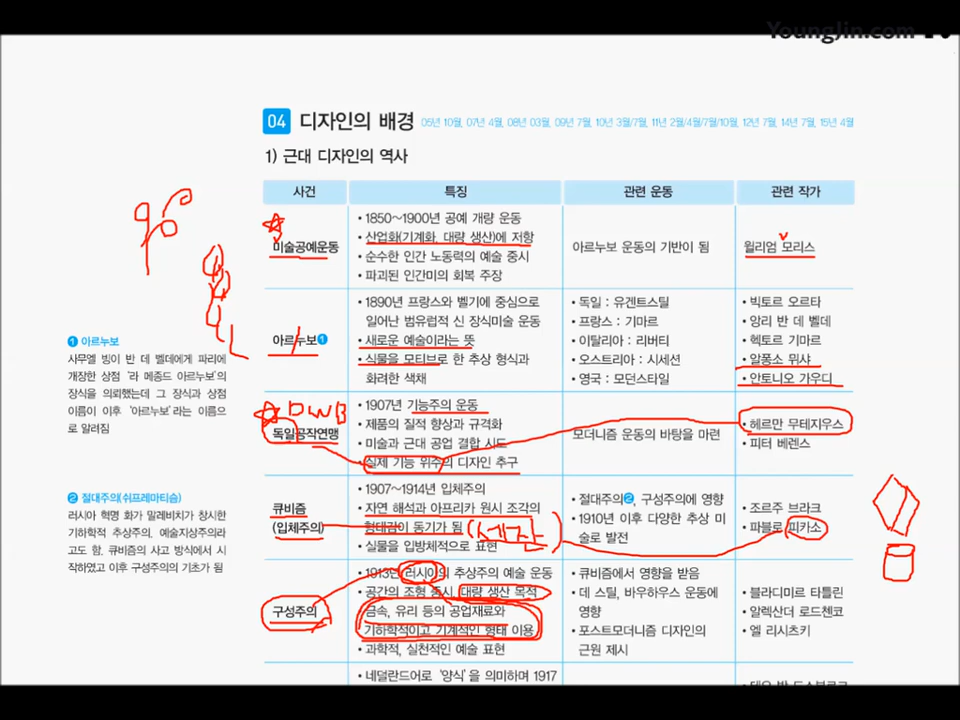 YoungJin.com
04 디자인의 배경 05년 10월, 07년 4월, 08년 03월, 09년 7월, 10년 3월/7월, 11년 2월/4월/7월/10월, 12년 7월, 14년 7월, 15년 4월
1) 근대 디자인의 역사
사건 특징 관련 운동 관련 작가
미술공예운동
• 1850~1900년 공예 개량 운동
• 산업화(기계화, 대량 생산)에 저항
• 순수한 인간 노동력의 예술 중시
• 파괴된 인간미의 회복 주장
아르누보 운동의 기반이 됨
윌리엄 모리스
아르누보1
• 1890년 프랑스와 벨기에 중심으로
일어난 범유럽적 신 장식미술 운동
• 새로운 예술이라는 뜻
• 식물을 모티브로 한 추상 형식과
화려한 색채
• 독일 : 유겐트스틸
• 프랑스 : 기마르
• 이탈리아 : 리버티
• 오스트리아 : 시세션
• 영국 : 모던스타일
• 빅토르 오르타
• 앙리 반 데 벨데
• 헥토르 기마르
• 알퐁소 뮈샤
• 안토니오 가우디
DWB
독일공작연맹
• 1907년 기능주의 운동
• 제품의 질적 향상과 규격화
• 미술과 근대 공업 결합 시도
• 실제 기능 위주의 디자인 추구
모더니즘 운동의 바탕을 마련
• 헤르만 무테지우스
• 피터 베렌스
큐비즘
(입체주의)
• 1907~1914년 입체주의
• 자연 해석과 아프리카 원시 조각의
형태감이 동기가 됨
• 실물을 입방체적으로 표현
(세잔)
• 절대주의2, 구성주의에 영향
• 1910년 이후 다양한 추상 미
술로 발전
• 조르주 브라크
• 파블로 피카소
구성주의
• 1913년 러시아의 추상주의 예술 운동
• 공간의 조형 중시 대량 생산 목적
금속, 유리 등의 공업재료와
기하학적이고 기계적인 형태 이용
• 과학적, 실천적인 예술 표현
• 큐비즘에서 영향을 받음
• 데 스틸, 바우하우스 운동에
영향
• 포스트모더니즘 디자인의
근원 제시
• 블라디미르 타틀린
• 알렉산더 로드첸코
• 엘 리시츠키
• 네덜란드어로 '양식'을 의미하며 1917
1 아르누보
사무엘 빙이 반 데 벨데에게 파리에
개장한 상점 '라 메종드 아르누보'의
장식을 의뢰했는데 그 장식과 상점
이름이 이후 '아르누보'라는 이름으
로 알려짐
2 절대주의(쉬프레마티슴)
러시아 혁명 화가 말레비치가 창시한
기하학적 추상주의. 예술지상주의라
고도 함. 큐비즘의 사고 방식에서 시
작하였고 이후 구성주의의 기초가 됨